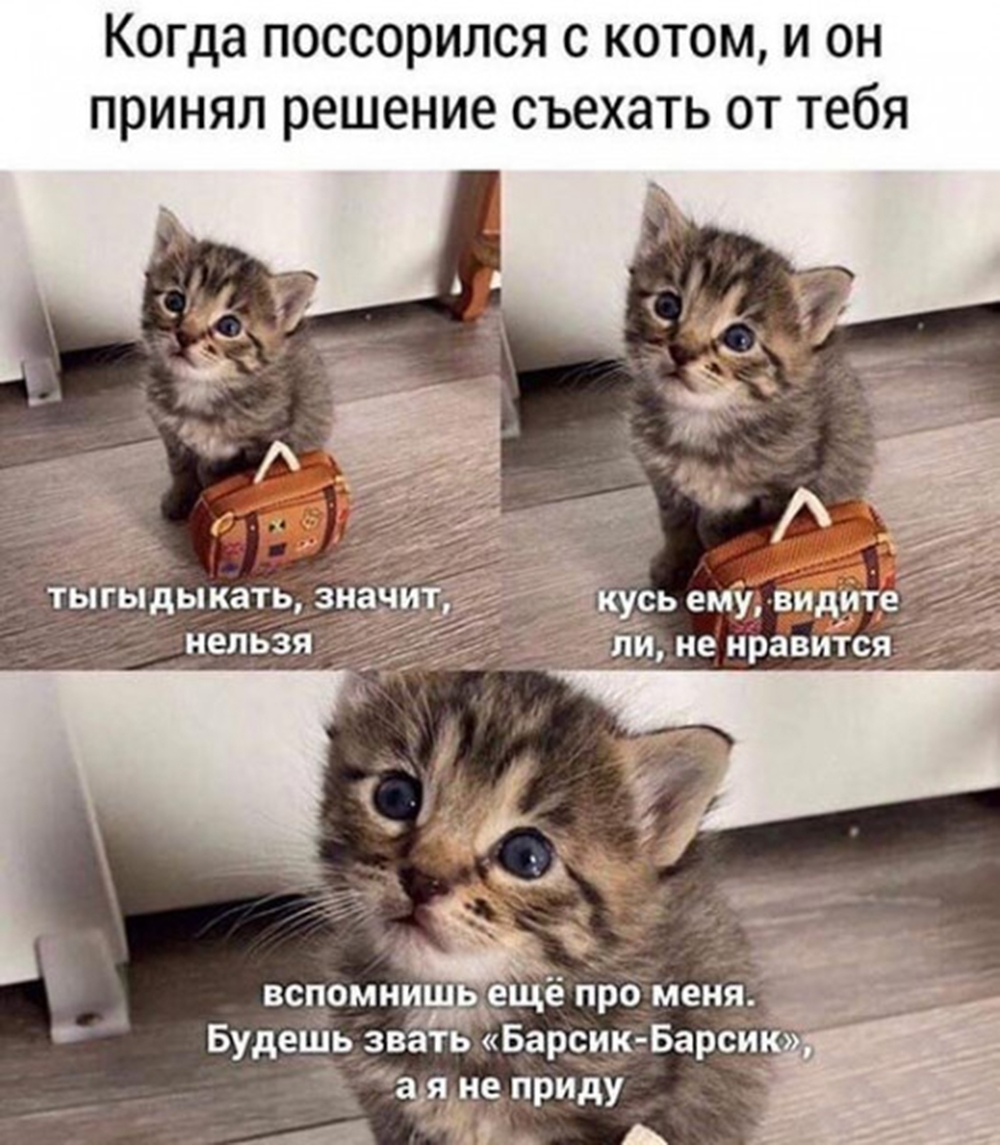 Когда поссорился с котом, и он
принял решение съехать от тебя
тыгыдыкать, значит,
нельзя
кусь ему, видите
ли, не нравится
вспомнишь ещё про меня.
Будешь звать «Барсик-Барсик»,
а я не приду